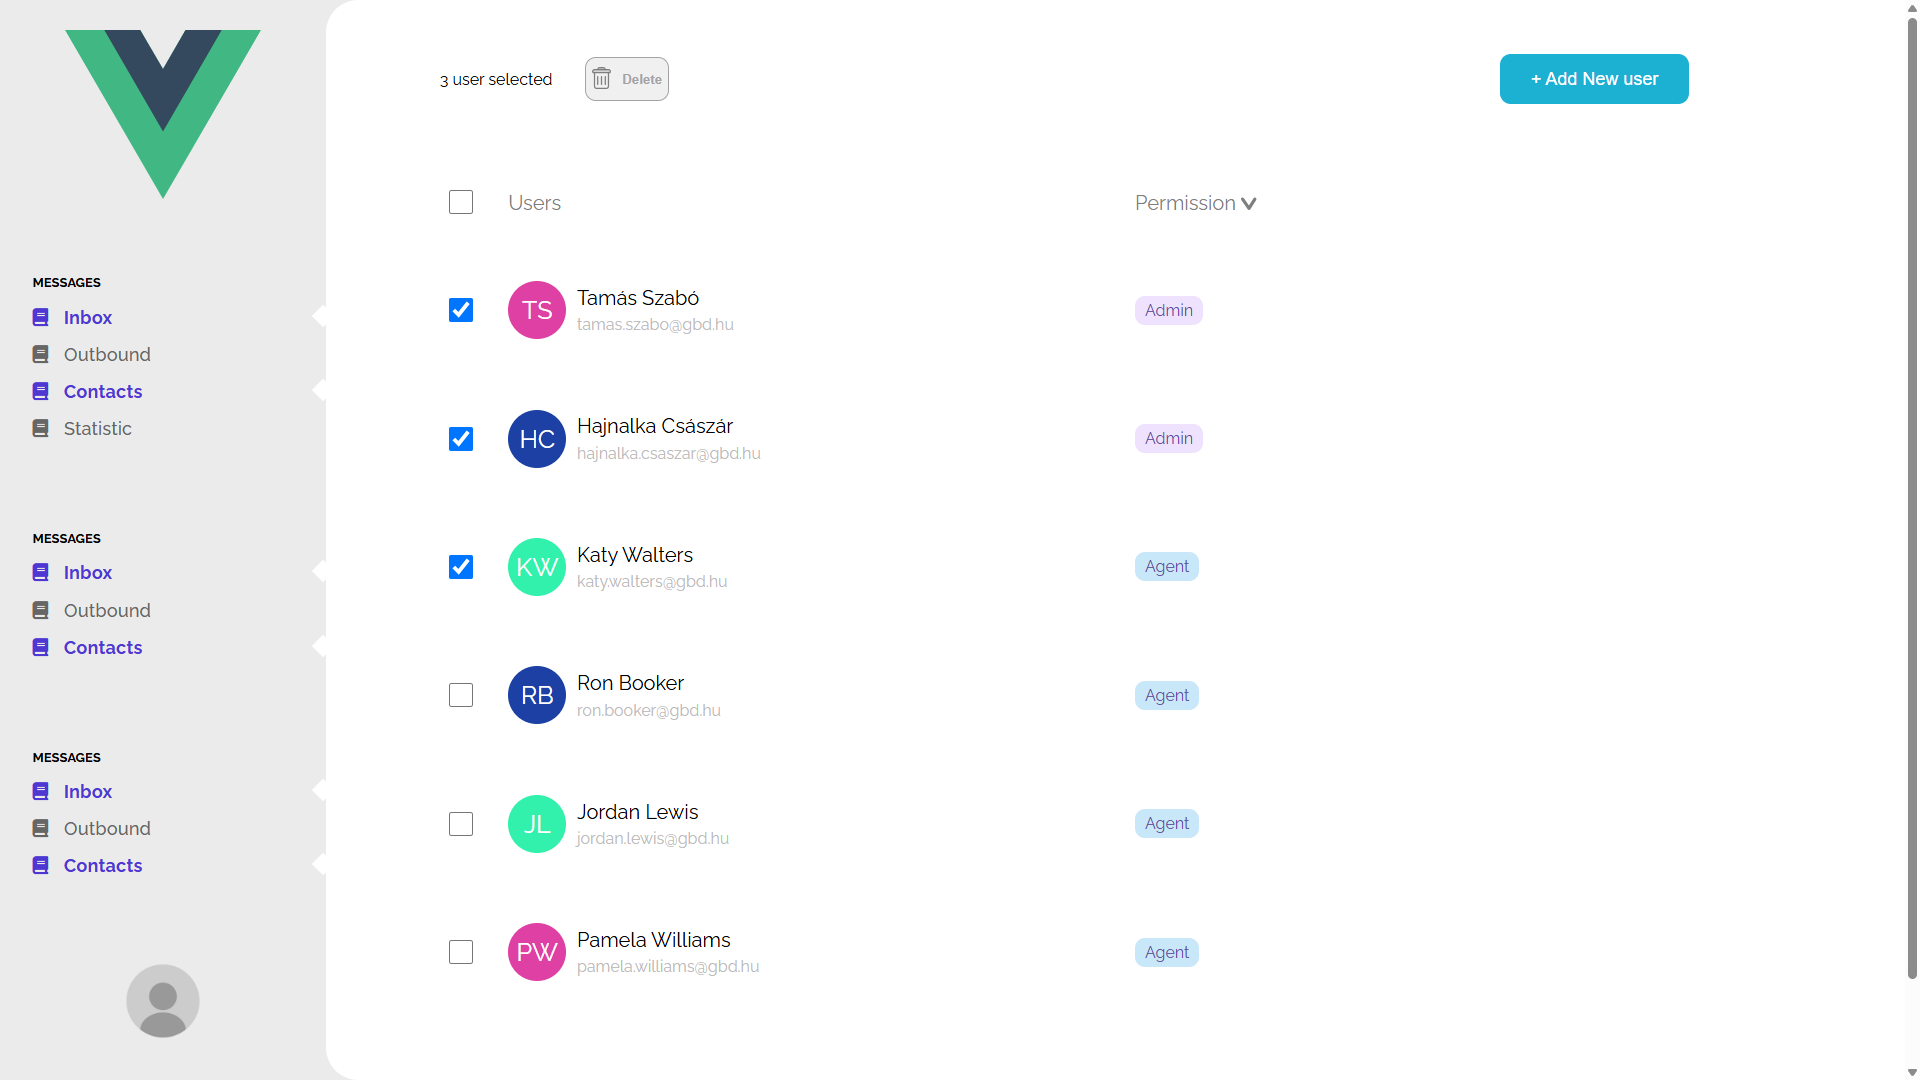 MESSAGES
Inbox
Outbound
Contacts
Statistic
MESSAGES
Inbox
Outbound
Contacts
MESSAGES
Inbox
Outbound
Contacts
3 user selected
Delete
+ Add New user
Users
Permission
TS
Tamás Szabó
tamas.szabo@gbd.hu
Admin
HC
Hajnalka Császár
hajnalka.csaszar@gbd.hu
Admin
KW
Katy Walters
katy.walters@gbd.hu
Agent
RB
Ron Booker
ron.booker@gbd.hu
Agent
JL
Jordan Lewis
jordan.lewis@gbd.hu
Agent
PW
Pamela Williams
pamela.williams@gbd.hu
Agent